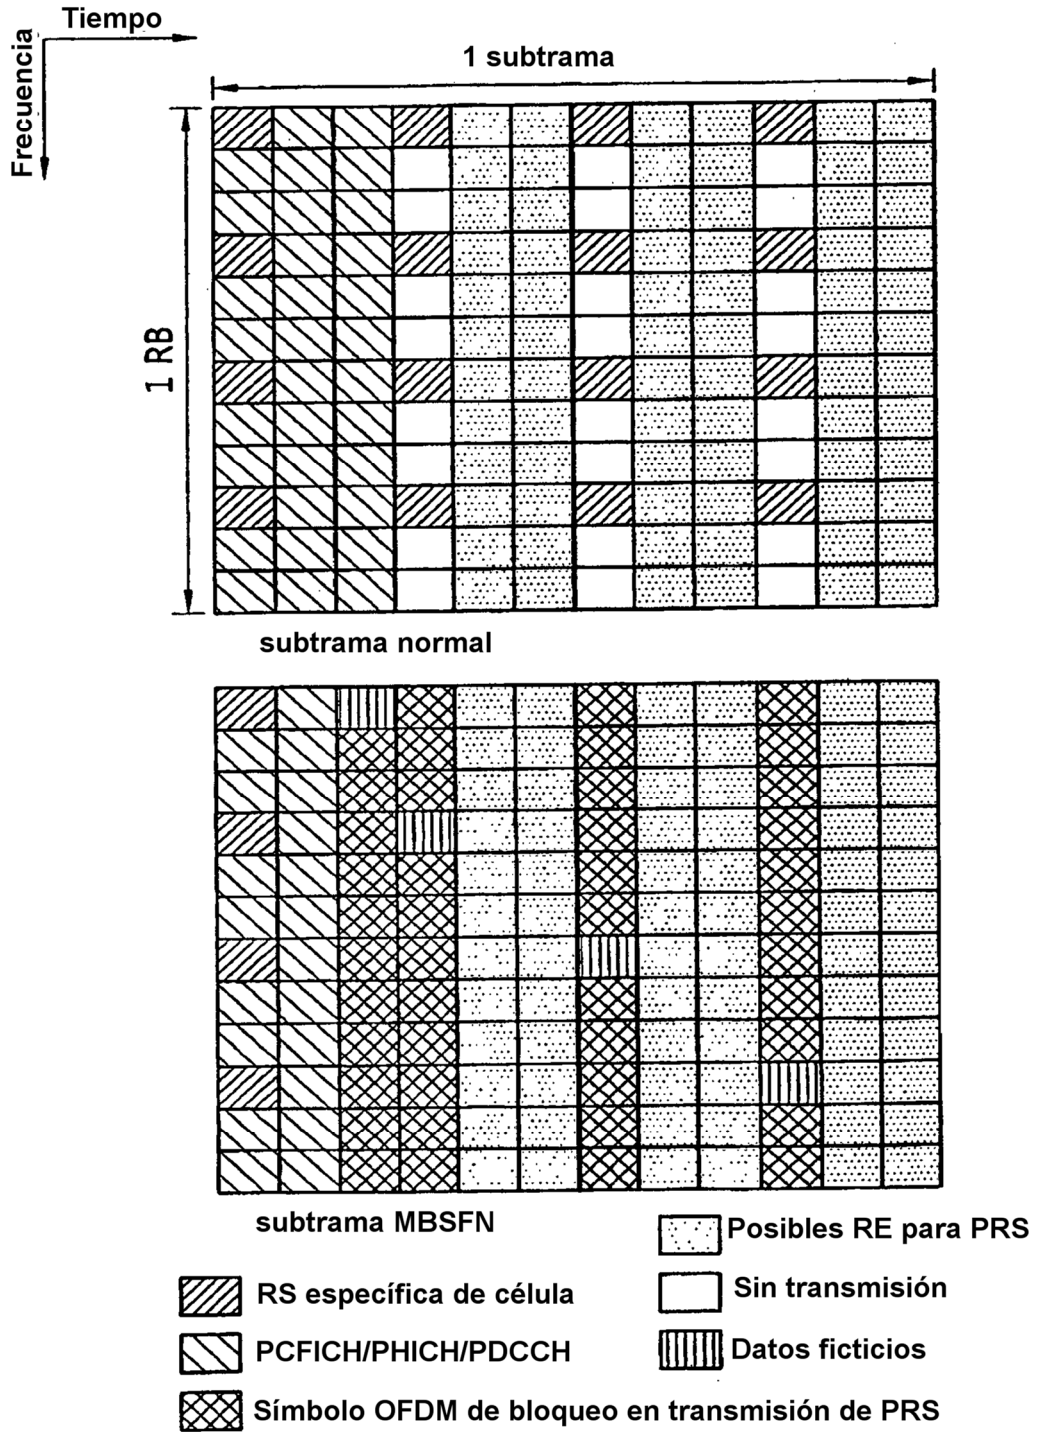 Tiempo
Frecuencia
1 subtrama
1 RB
subtrama normal
subtrama MBSFN
Posibles RE para PRS
RS específica de célula
Sin transmisión
PCFICH/PHICH/PDCCH
Datos ficticios
Símbolo OFDM de bloqueo en transmisión de PRS